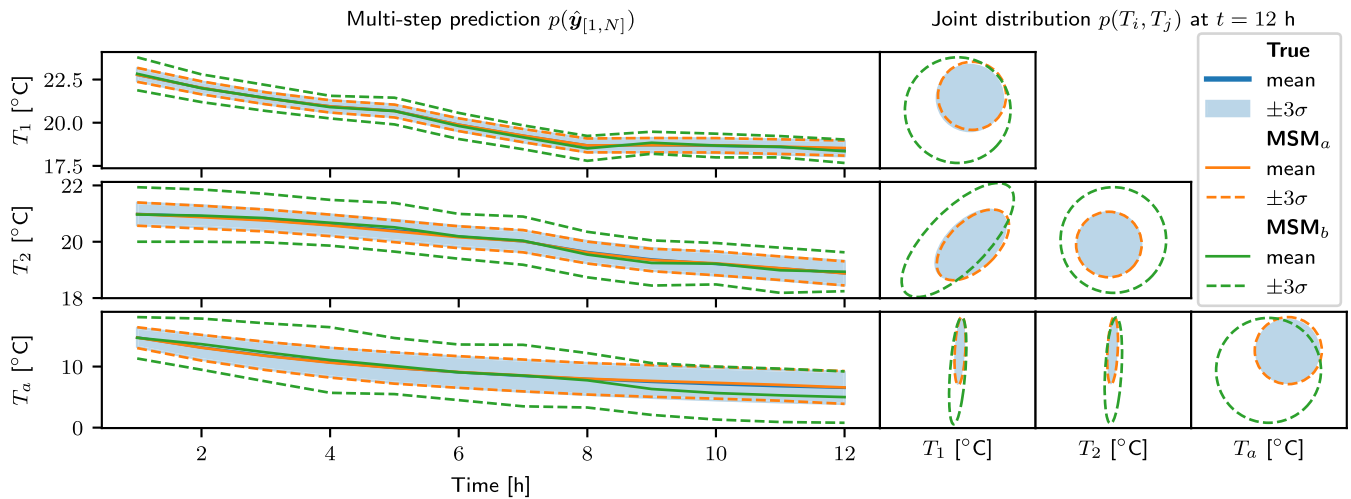 Multi-step prediction p(ŷ[1,N])
Joint distribution p(Ti, Tj) at t = 12 h
True
mean
±3σ
MSMa
mean
±3σ
MSMb
mean
±3σ
T1 [°C]
22.5
20.0
17.5
T2 [°C]
22
20
18
Ta [°C]
10
0
2
4
6
8
10
12
Time [h]
T1 [°C]
T2 [°C]
Ta [°C]